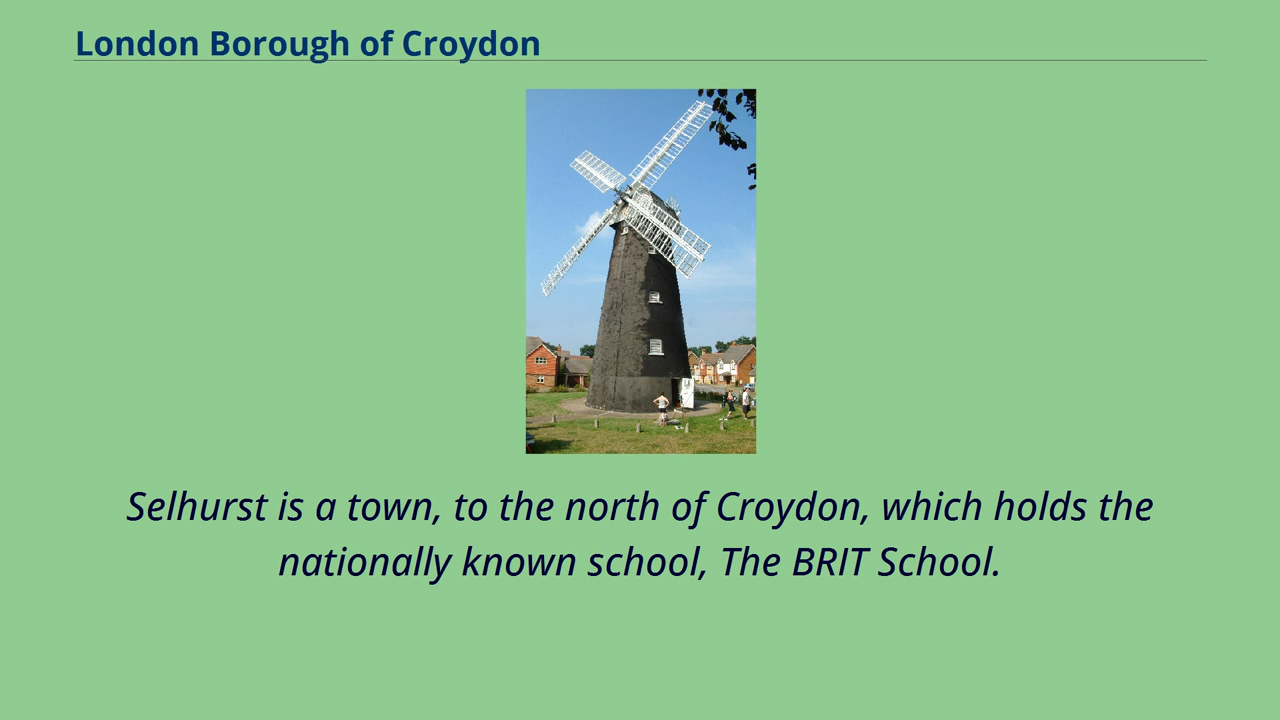 London Borough of Croydon
Selhurst is a town, to the north of Croydon, which holds the
nationally known school, The BRIT School.